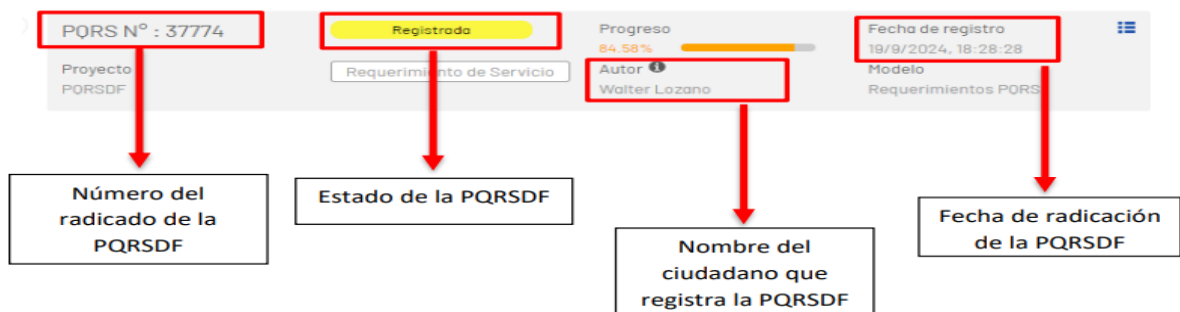 PQRS N° : 37774
Registrada
Progreso
Fecha de registro
84.58%
19/9/2024, 18:28:28
Proyecto
Requerimiento de Servicio
Autor
Modelo
PQRSDF
Walter Lozano
Requerimientos PQRS
Número del
radicado de la
PQRSDF
Estado de la PQRSDF
Nombre del
ciudadano que
registra la PQRSDF
Fecha de radicación
de la PQRSDF